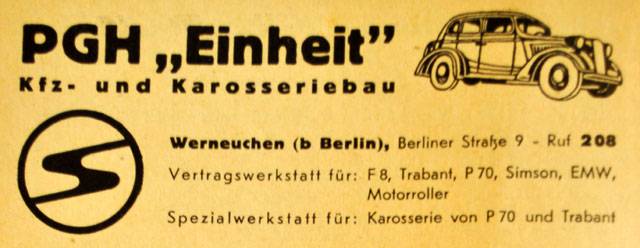 PGH „Einheit”
Kfz- und Karosseriebau
Werneuchen (b Berlin), Berliner Straße 9 - Ruf 208
Vertragswerkstatt für: F 8, Trabant, P 70, Simson, EMW,
Motorroller
Spezialwerkstatt für: Karosserie von P 70 und Trabant